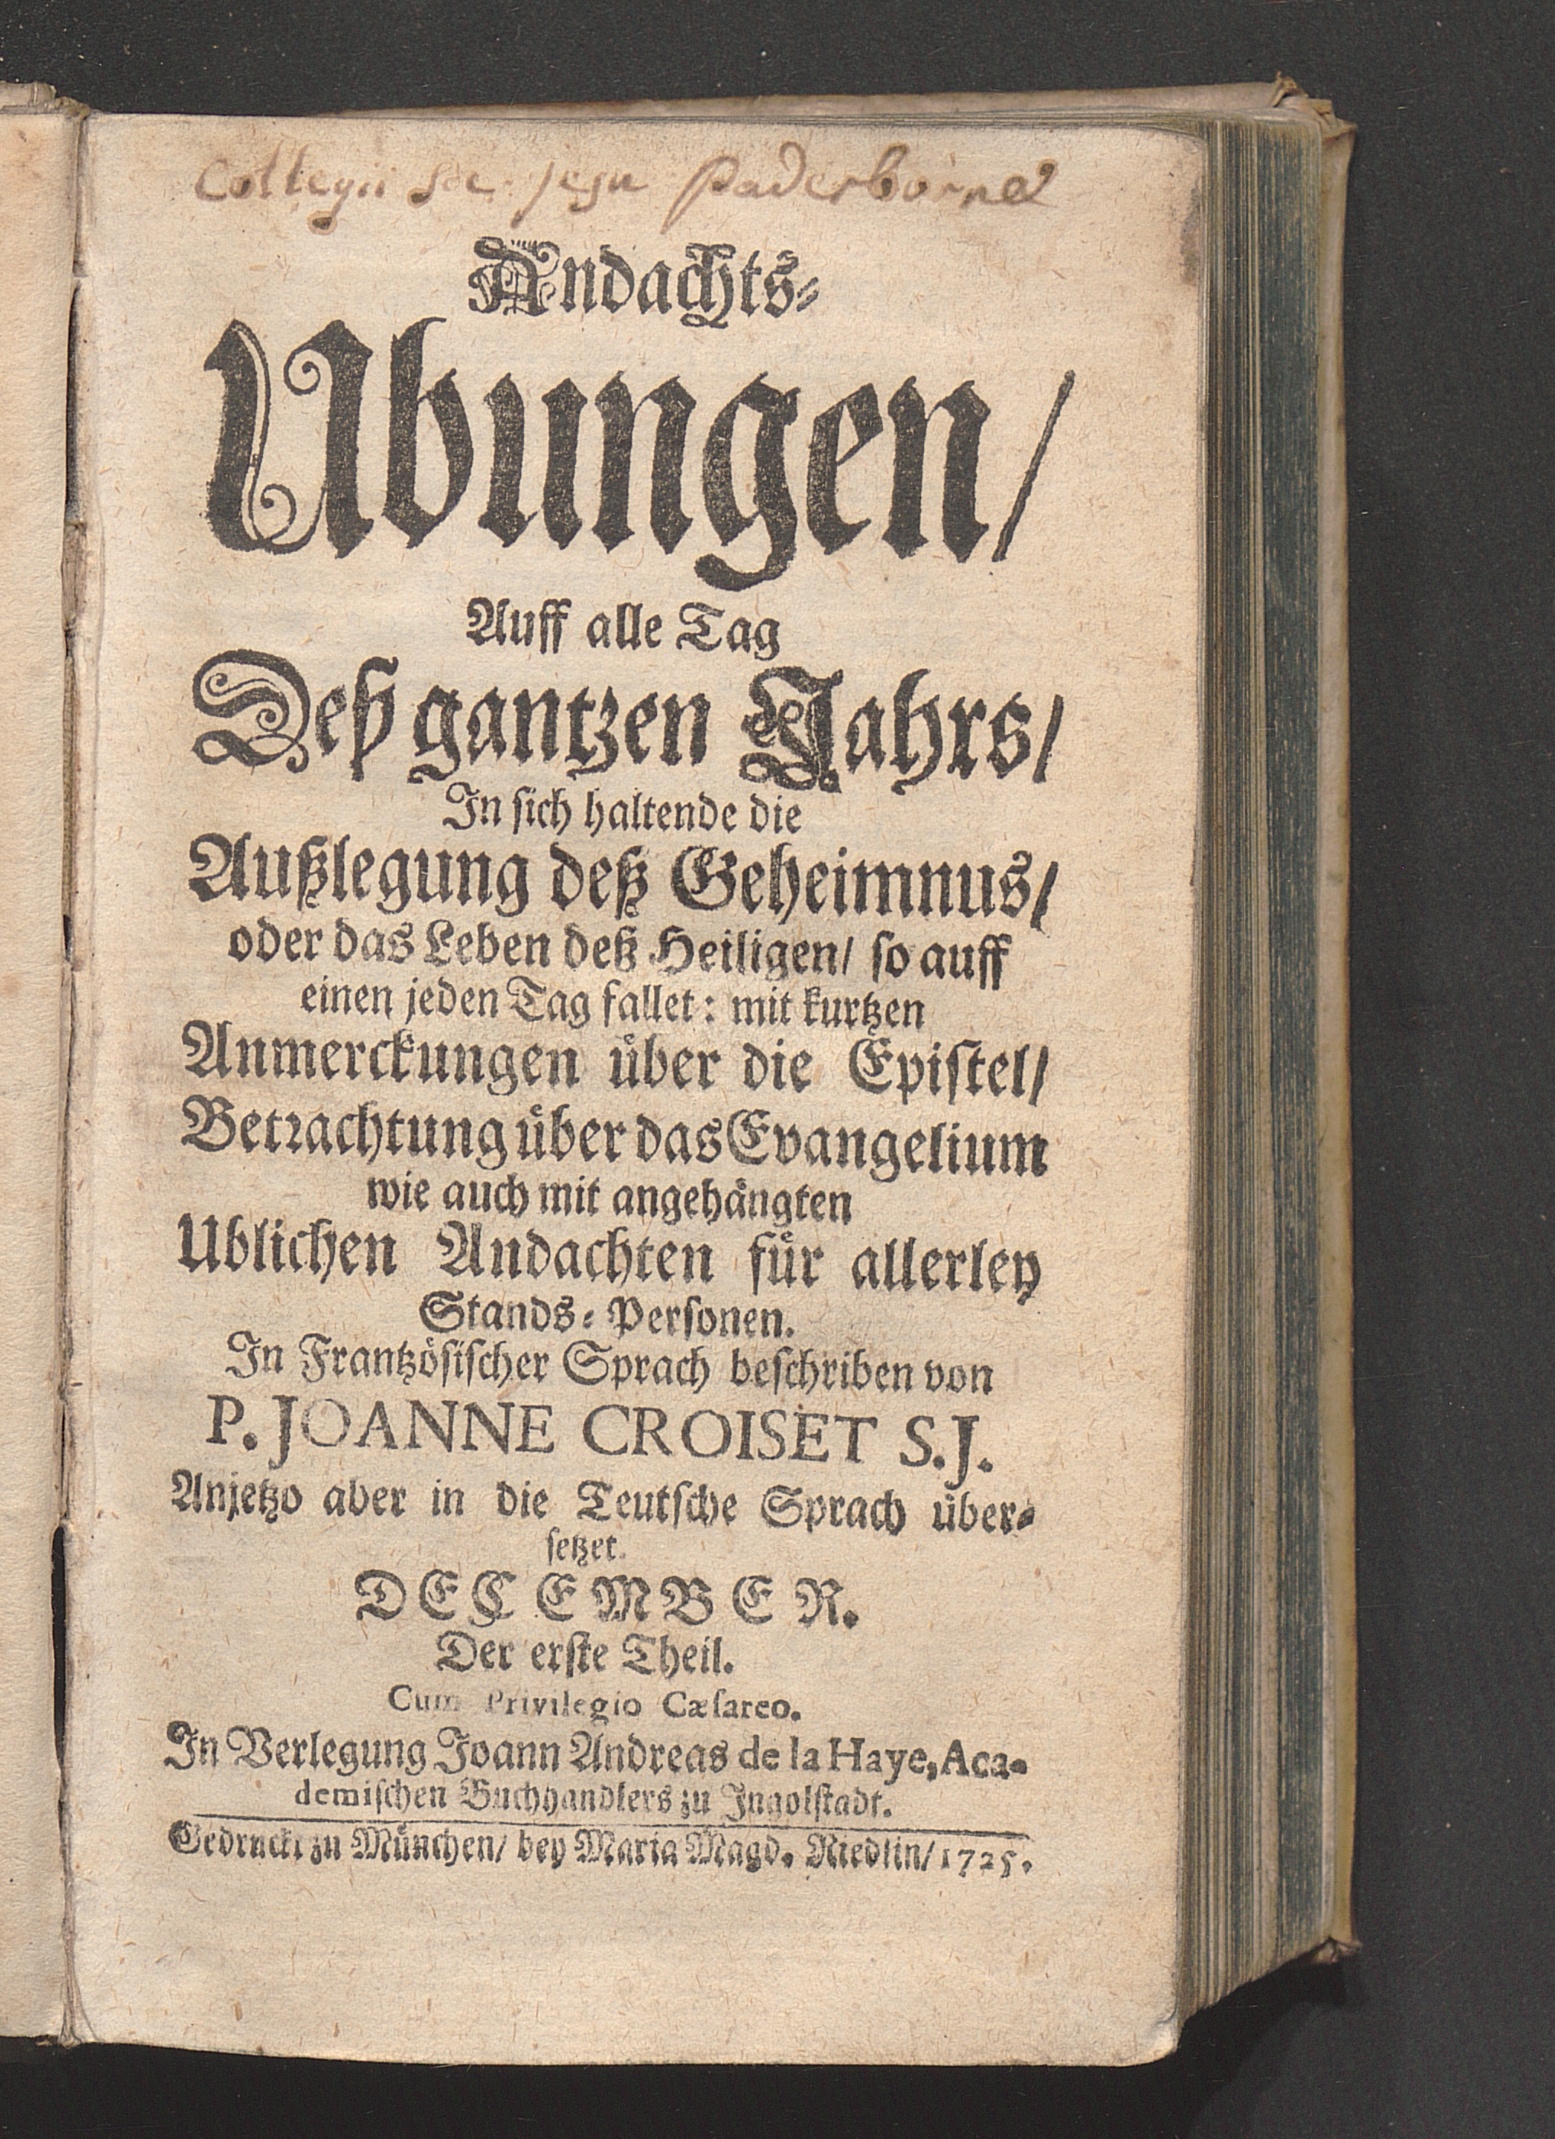 Collegii Soc. Jesu Paderbornæ
Andachts-
Ubungen/
Auff alle Tag
Deß gantzen Jahrs/
In sich haltende die
Außlegung deß Geheimnus/
oder das Leben deß Heiligen/ so auff
einen jeden Tag fallet: mit kurtzen
Anmerckungen über die Epistel/
Betrachtung über das Evangelium
wie auch mit angehängten
Ublichen Andachten für allerley
Stands-Personen.
In Frantzösischer Sprach beschriben von
P. JOANNE CROISET S.J.
Anjetzo aber in die Teutsche Sprach über-
setzet.
DECEMBER.
Der erste Theil.
Cum Privilegio Cæsareo.
In Verlegung Joann Andreas de la Haye, Aca-
demischen Buchhandlers zu Ingolstadt.
Gedruckt zu München/ bey Maria Magd. Riedlin/ 1725.